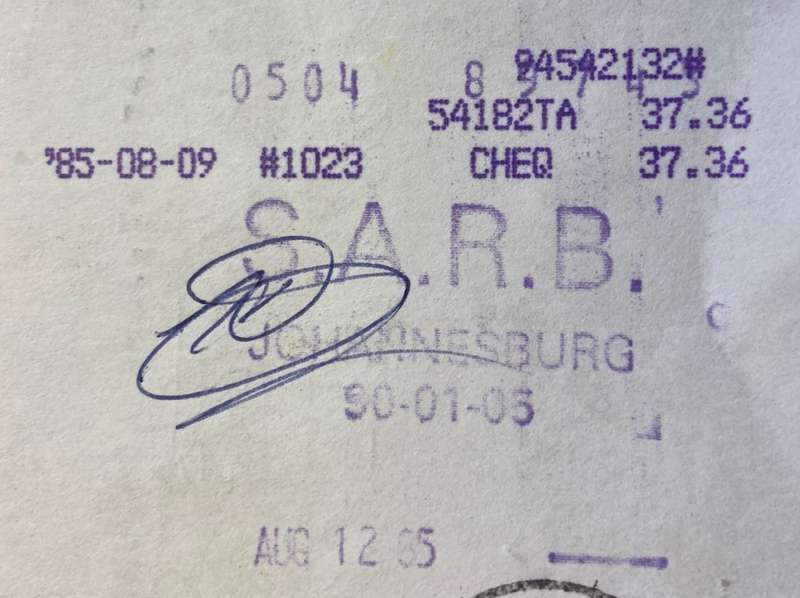 94542132#
0504 8
54182TA 37.36
'85-08-09 #1023 CHEQ 37.36
S.A.R.B.
JOHANNESBURG
90-01-05
AUG 12 85